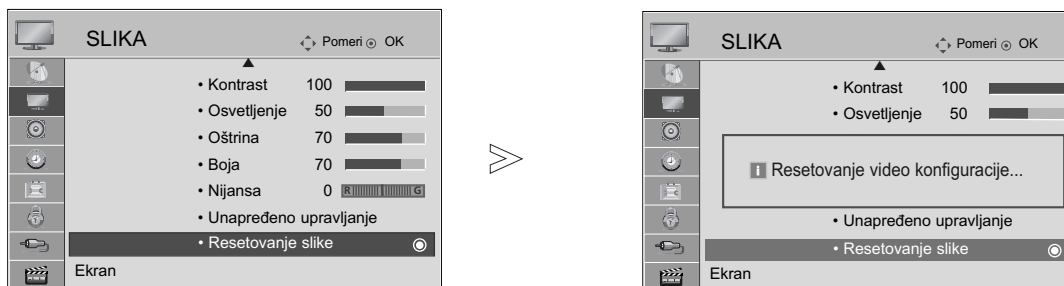 SLIKA
Pomeri OK
• Kontrast 100
• Osvetljenje 50
• Oštrina 70
• Boja 70
• Nijansa 0 R G
• Unapređeno upravljanje
• Resetovanje slike
Ekran
SLIKA
Pomeri OK
• Kontrast 100
• Osvetljenje 50
Resetovanje video konfiguracije...
• Unapređeno upravljanje
• Resetovanje slike
Ekran